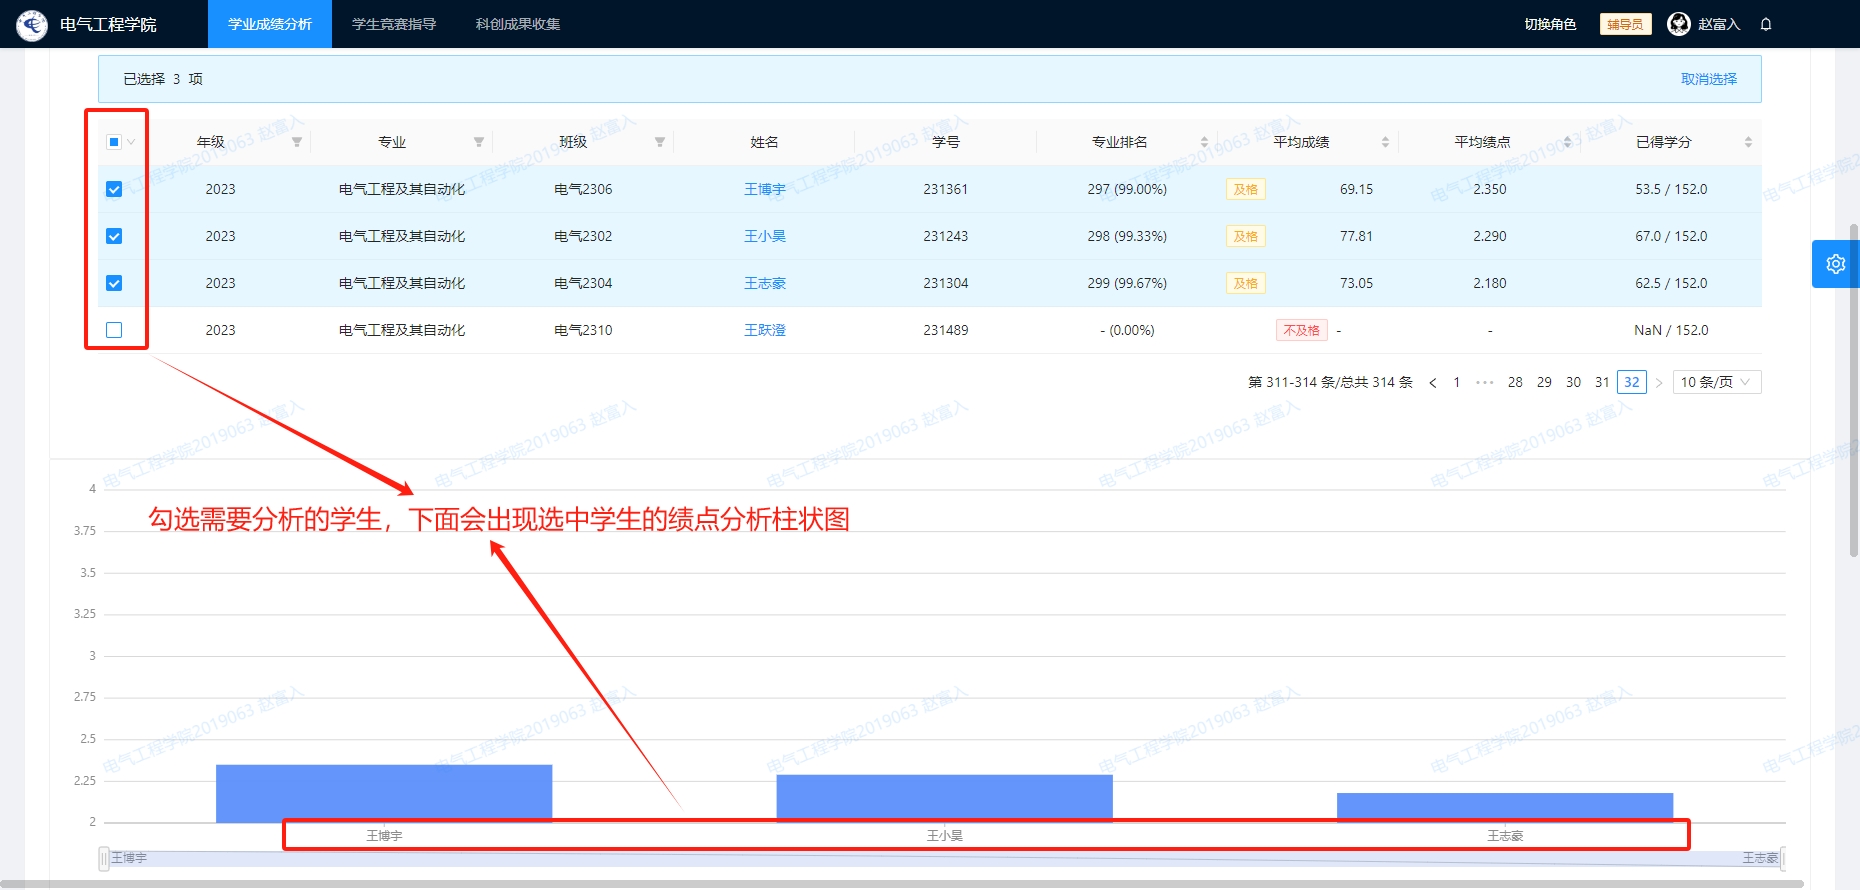 电气工程学院
学业成绩分析
学生竞赛指导
科创成果收集
切换角色
辅导员
赵富入
已选择 3 项
取消选择
年级 专业 班级 姓名 学号 专业排名 平均成绩 平均绩点 已得学分
2023 电气工程及其自动化 电气2306 王博宇 231361 297 (99.00%) 及格 69.15 2.350 53.5 / 152.0
2023 电气工程及其自动化 电气2302 王小昊 231243 298 (99.33%) 及格 77.81 2.290 67.0 / 152.0
2023 电气工程及其自动化 电气2304 王志豪 231304 299 (99.67%) 及格 73.05 2.180 62.5 / 152.0
2023 电气工程及其自动化 电气2310 王跃澄 231489 - (0.00%) 不及格 - - NaN / 152.0
第 311-314 条/总共 314 条 < 1 ••• 28 29 30 31 32 > 10 条/页
勾选需要分析的学生，下面会出现选中学生的绩点分析柱状图
4
3.75
3.5
3.25
3
2.75
2.5
2.25
2
王博宇 王小昊 王志豪
王博宇 王志豪
电气工程学院2019063 赵富入